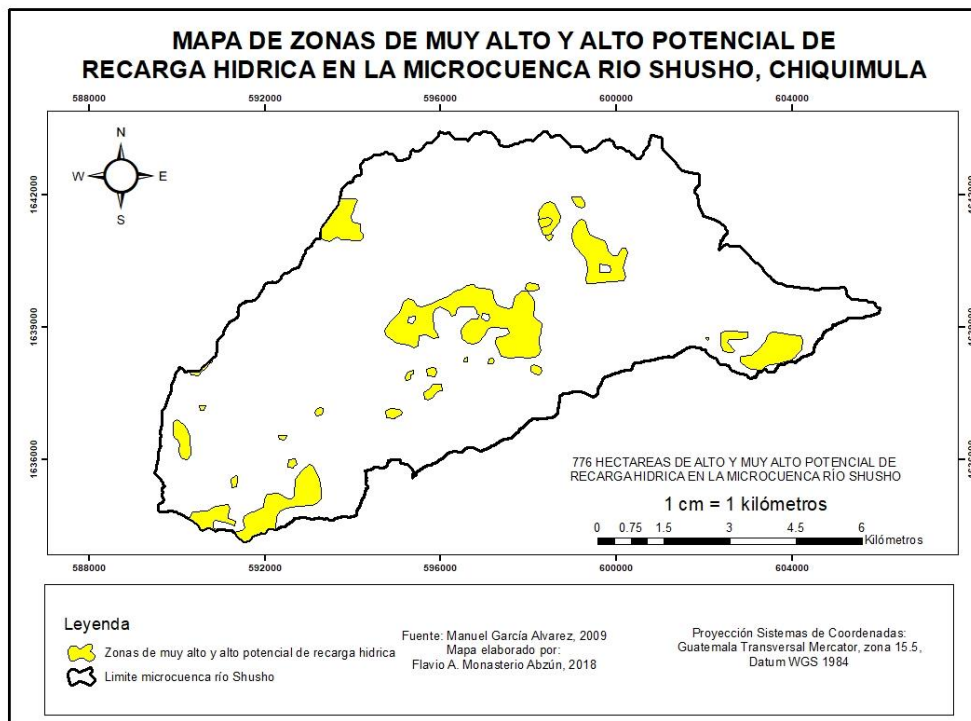 MAPA DE ZONAS DE MUY ALTO Y ALTO POTENCIAL DE
RECARGA HIDRICA EN LA MICROCUENCA RIO SHUSHO, CHIQUIMULA
588000 592000 596000 600000 604000
N
W E
S
1642000 1642000
1639000 1639000
1636000 1636000
776 HECTAREAS DE ALTO Y MUY ALTO POTENCIAL DE
RECARGA HIDRICA EN LA MICROCUENCA RÍO SHUSHO
1 cm = 1 kilómetros
0 0.75 1.5 3 4.5 6
Kilómetros
588000 592000 596000 600000 604000
Leyenda
Zonas de muy alto y alto potencial de recarga hidrica
Limite microcuenca río Shusho
Fuente: Manuel García Alvarez, 2009
Mapa elaborado por:
Flavio A. Monasterio Abzún, 2018
Proyección Sistemas de Coordenadas:
Guatemala Transversal Mercator, zona 15.5,
Datum WGS 1984